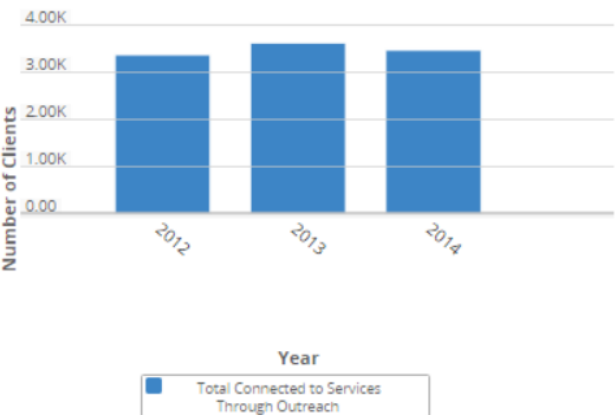 4.00K
3.00K
2.00K
1.00K
0.00
Number of Clients
2012
2013
2014
Year
Total Connected to Services
Through Outreach